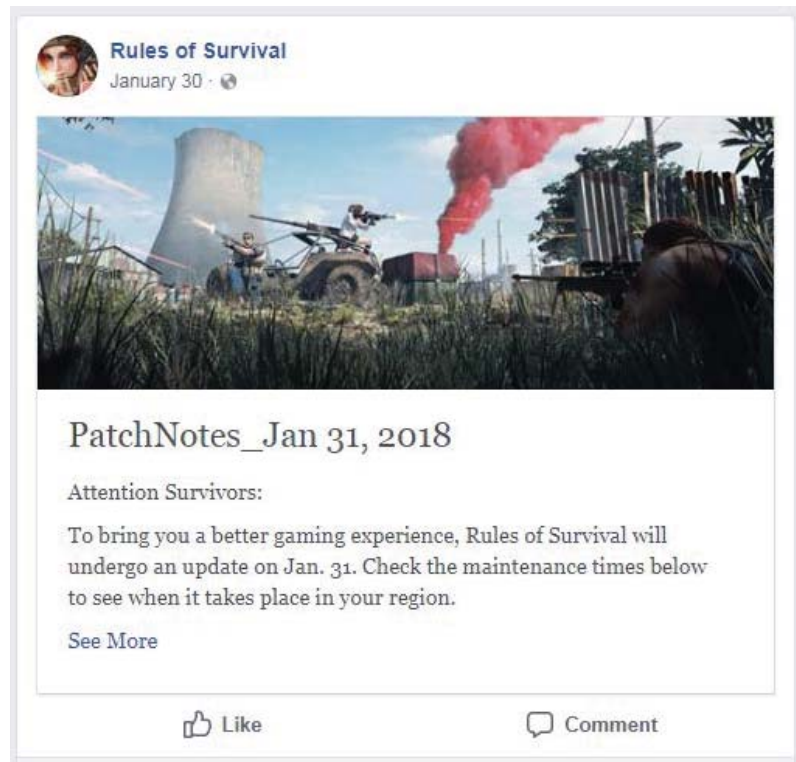 Rules of Survival
January 30 ·
PatchNotes_Jan 31, 2018
Attention Survivors:
To bring you a better gaming experience, Rules of Survival will
undergo an update on Jan. 31. Check the maintenance times below
to see when it takes place in your region.
See More
Like
Comment